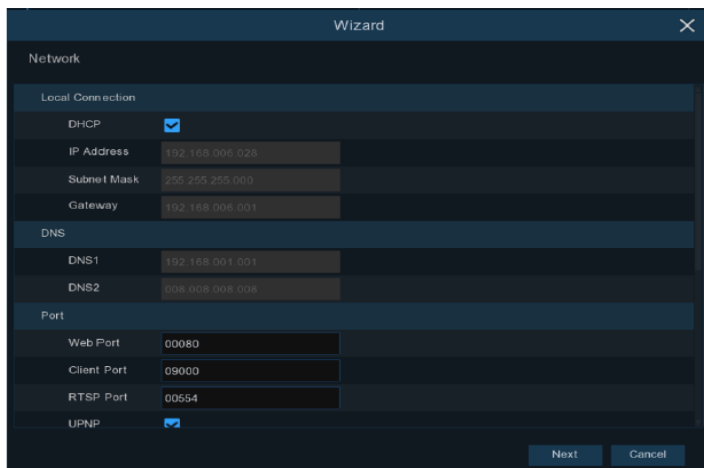 Wizard
Network
Local Connection
DHCP
IP Address 192.168.006.028
Subnet Mask 255.255.255.000
Gateway 192.168.006.001
DNS
DNS1 192.168.001.001
DNS2 008.008.008.008
Port
Web Port 00080
Client Port 09000
RTSP Port 00554
UPNP
Next Cancel